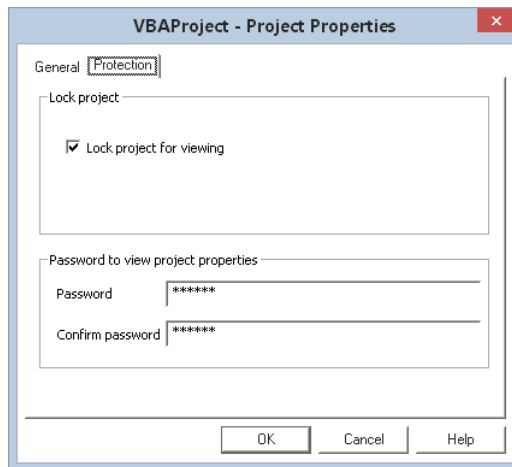 VBAProject - Project Properties
General Protection
Lock project
Lock project for viewing
Password to view project properties
Password ******
Confirm password ******
OK Cancel Help